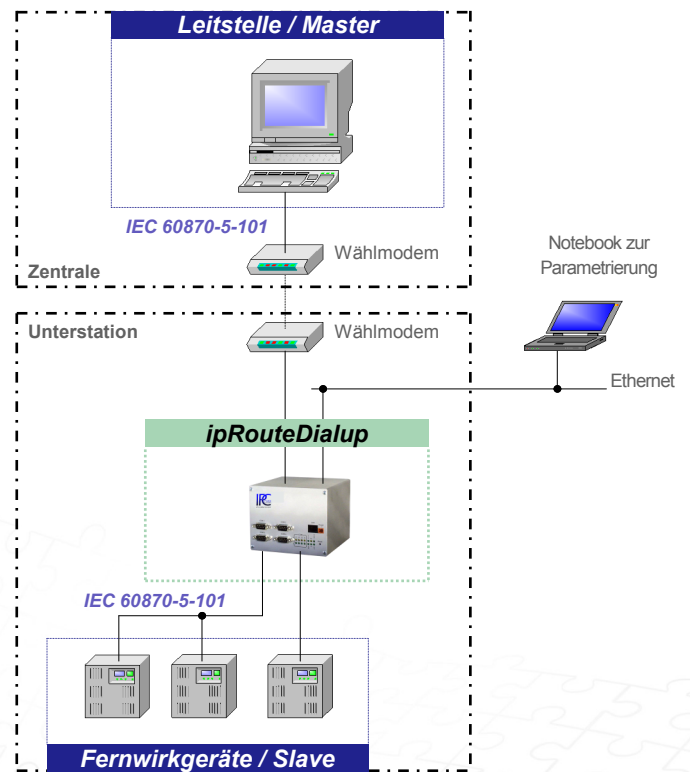 Leitstelle / Master
IEC 60870-5-101
Wählmodem
Zentrale
Notebook zur
Parametrierung
Unterstation
Wählmodem
Ethernet
ipRouteDialup
IEC 60870-5-101
Fernwirkgeräte / Slave